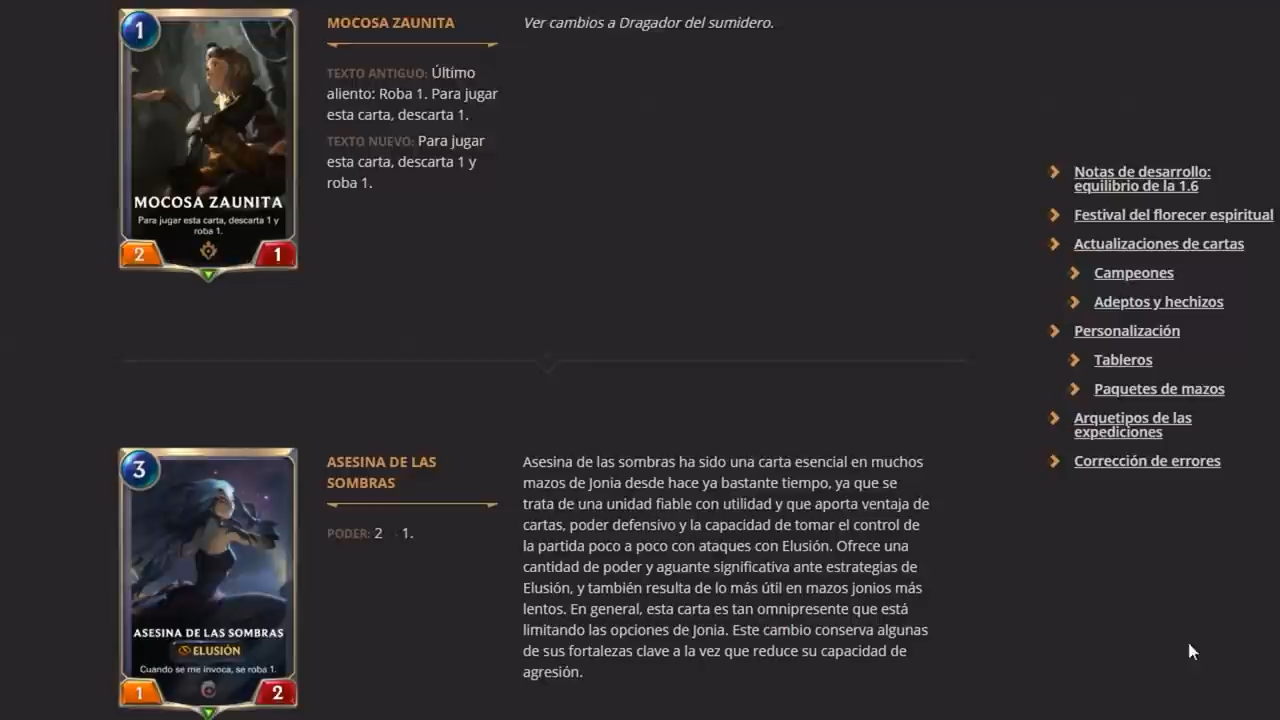 1
MOCOSA ZAUNITA
Para jugar esta carta, descarta 1 y
roba 1.
2
1
MOCOSA ZAUNITA
TEXTO ANTIGUO: Último
aliento: Roba 1. Para jugar
esta carta, descarta 1.
TEXTO NUEVO: Para jugar
esta carta, descarta 1 y
roba 1.
Ver cambios a Dragador del sumidero.
Notas de desarrollo:
equilibrio de la 1.6
Festival del florecer espiritual
Actualizaciones de cartas
Campeones
Adeptos y hechizos
Personalización
Tableros
Paquetes de mazos
Arquetipos de las
expediciones
Corrección de errores
3
ASESINA DE LAS SOMBRAS
ELUSIÓN
Cuando se me invoca, se roba 1.
1
2
ASESINA DE LAS
SOMBRAS
PODER: 2 1.
Asesina de las sombras ha sido una carta esencial en muchos
mazos de Jonia desde hace ya bastante tiempo, ya que se
trata de una unidad fiable con utilidad y que aporta ventaja de
cartas, poder defensivo y la capacidad de tomar el control de
la partida poco a poco con ataques con Elusión. Ofrece una
cantidad de poder y aguante significativa ante estrategias de
Elusión, y también resulta de lo más útil en mazos jonios más
lentos. En general, esta carta es tan omnipresente que está
limitando las opciones de Jonia. Este cambio conserva algunas
de sus fortalezas clave a la vez que reduce su capacidad de
agresión.